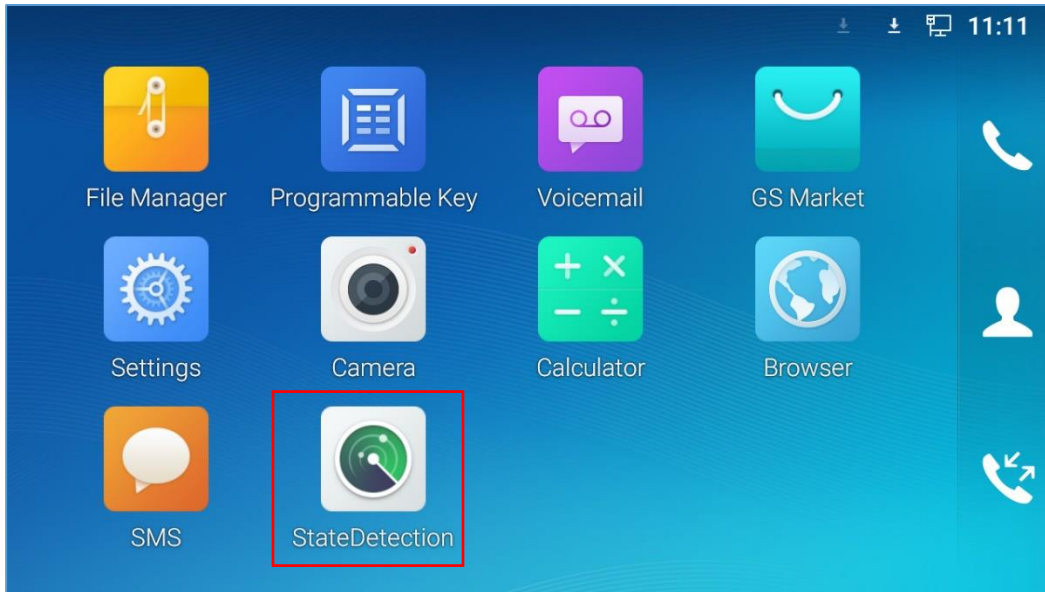 11:11
File Manager
Programmable Key
Voicemail
GS Market
Settings
Camera
Calculator
Browser
SMS
StateDetection